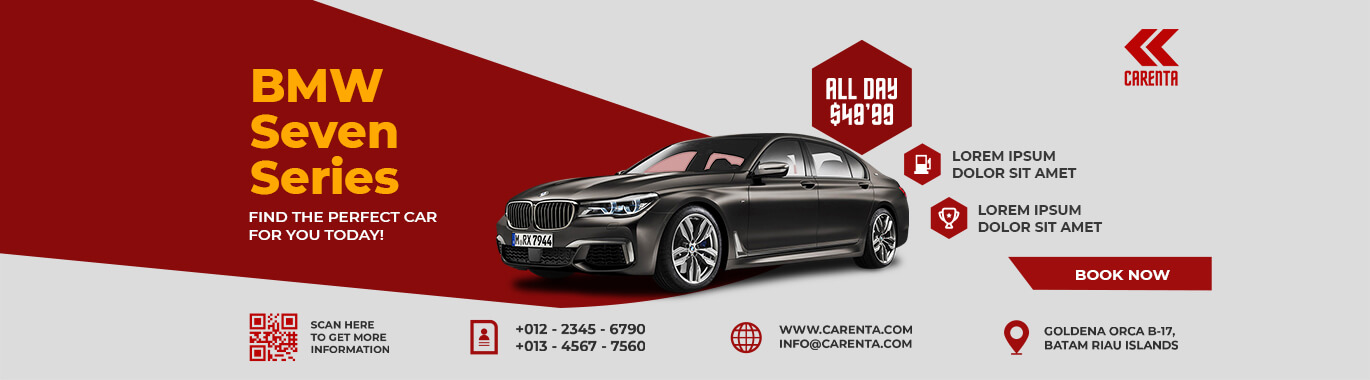 BMW
Seven
Series
FIND THE PERFECT CAR
FOR YOU TODAY!
M RX 7944
ALL DAY
$49'99
CARENTA
LOREM IPSUM
DOLOR SIT AMET
LOREM IPSUM
DOLOR SIT AMET
BOOK NOW
SCAN HERE
TO GET MORE
INFORMATION
+012 - 2345 - 6790
+013 - 4567 - 7560
WWW.CARENTA.COM
INFO@CARENTA.COM
GOLDENA ORCA B-17,
BATAM RIAU ISLANDS